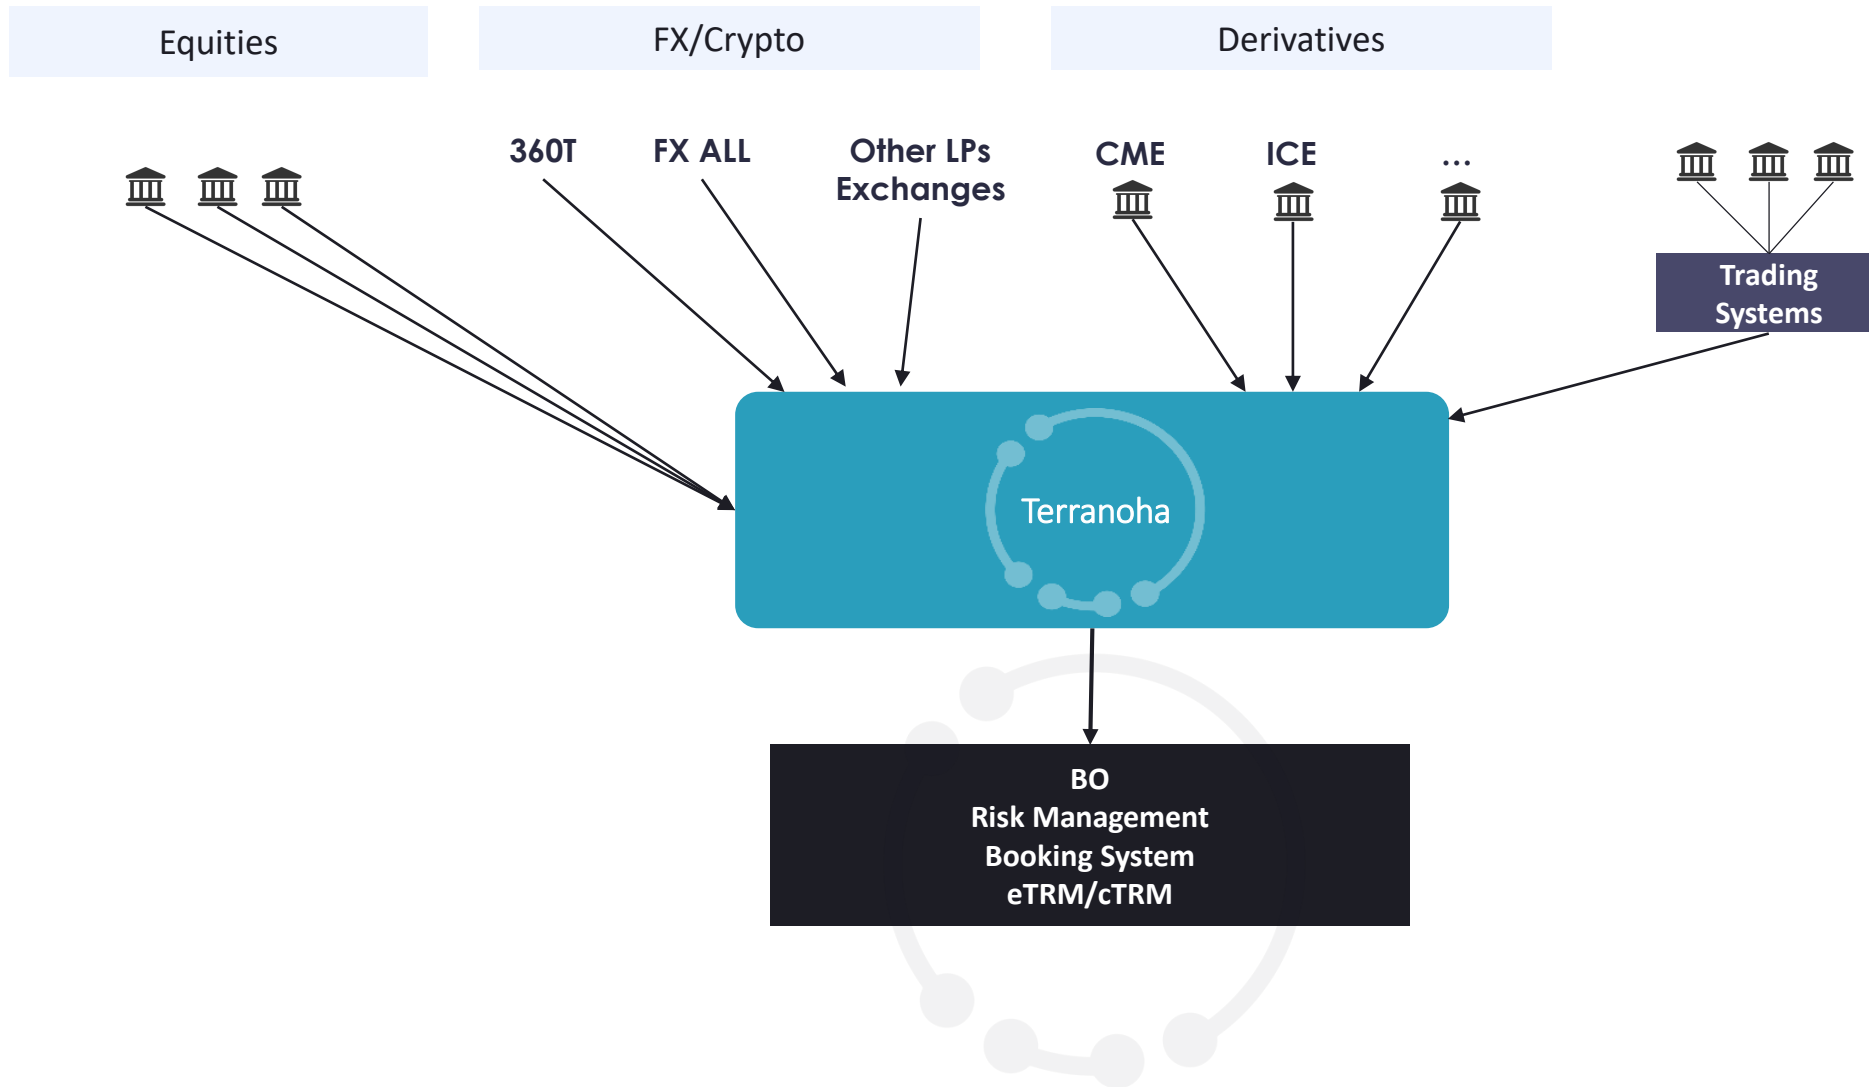 Equities
FX/Crypto
Derivatives
360T
FX ALL
Other LPs
Exchanges
CME
ICE
...
Trading
Systems
Terranoha
BO
Risk Management
Booking System
eTRM/cTRM